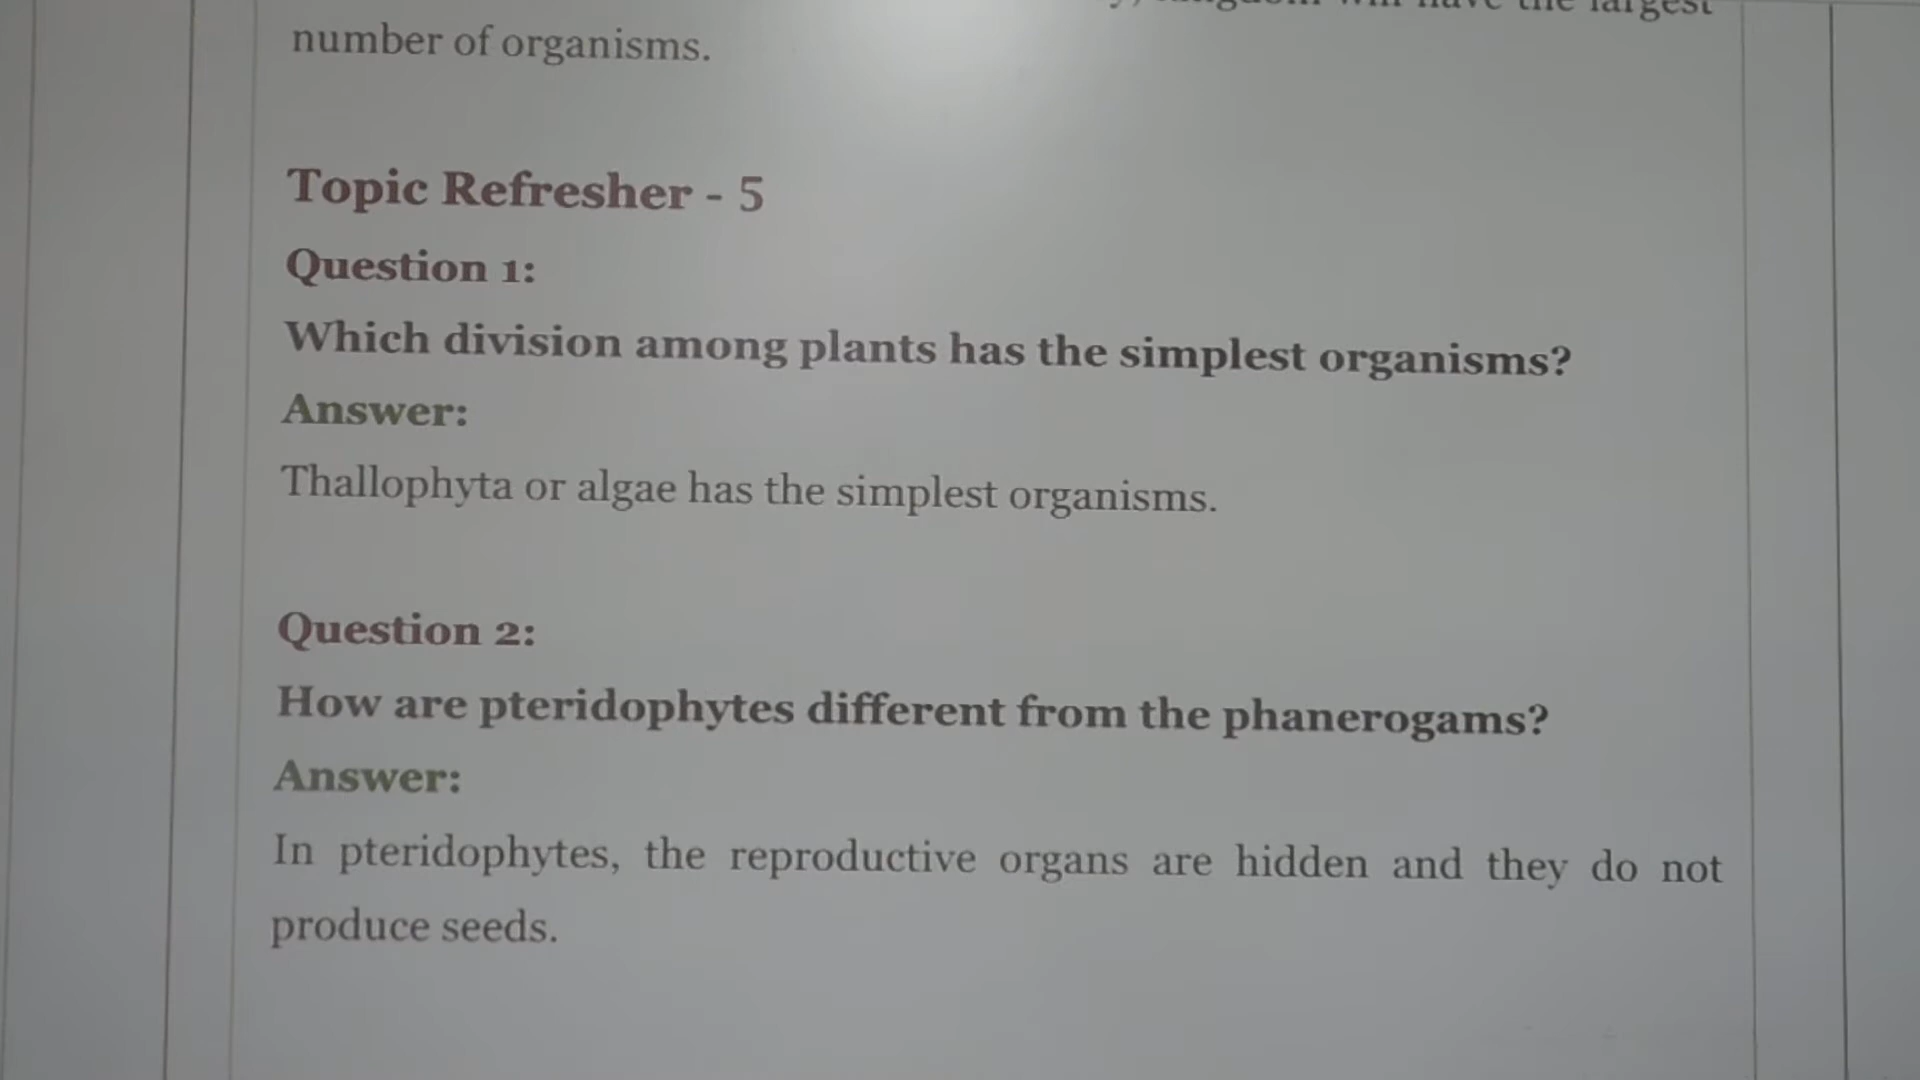 the largest
number of organisms.
Topic Refresher - 5
Question 1:
Which division among plants has the simplest organisms?
Answer:
Thallophyta or algae has the simplest organisms.
Question 2:
How are pteridophytes different from the phanerogams?
Answer:
In pteridophytes, the reproductive organs are hidden and they do not
produce seeds.